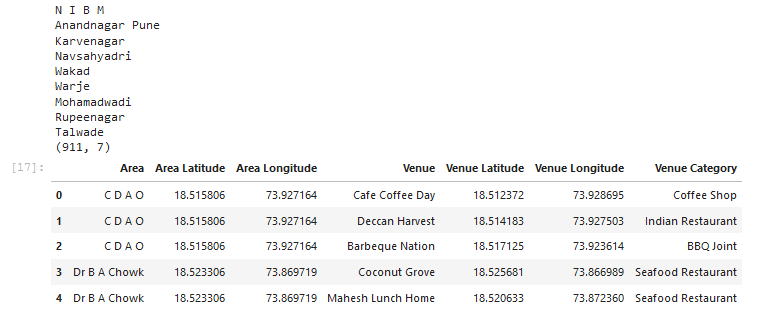 N I B M
Anandnagar Pune
Karvenagar
Navsahyadri
Wakad
Warje
Mohamadwadi
Rupeenagar
Talwade
(911, 7)
[17]:
Area Area Latitude Area Longitude Venue Venue Latitude Venue Longitude Venue Category
0 C D A O 18.515806 73.927164 Cafe Coffee Day 18.512372 73.928695 Coffee Shop
1 C D A O 18.515806 73.927164 Deccan Harvest 18.514183 73.927503 Indian Restaurant
2 C D A O 18.515806 73.927164 Barbeque Nation 18.517125 73.923614 BBQ Joint
3 Dr B A Chowk 18.523306 73.869719 Coconut Grove 18.525681 73.866989 Seafood Restaurant
4 Dr B A Chowk 18.523306 73.869719 Mahesh Lunch Home 18.520633 73.872360 Seafood Restaurant